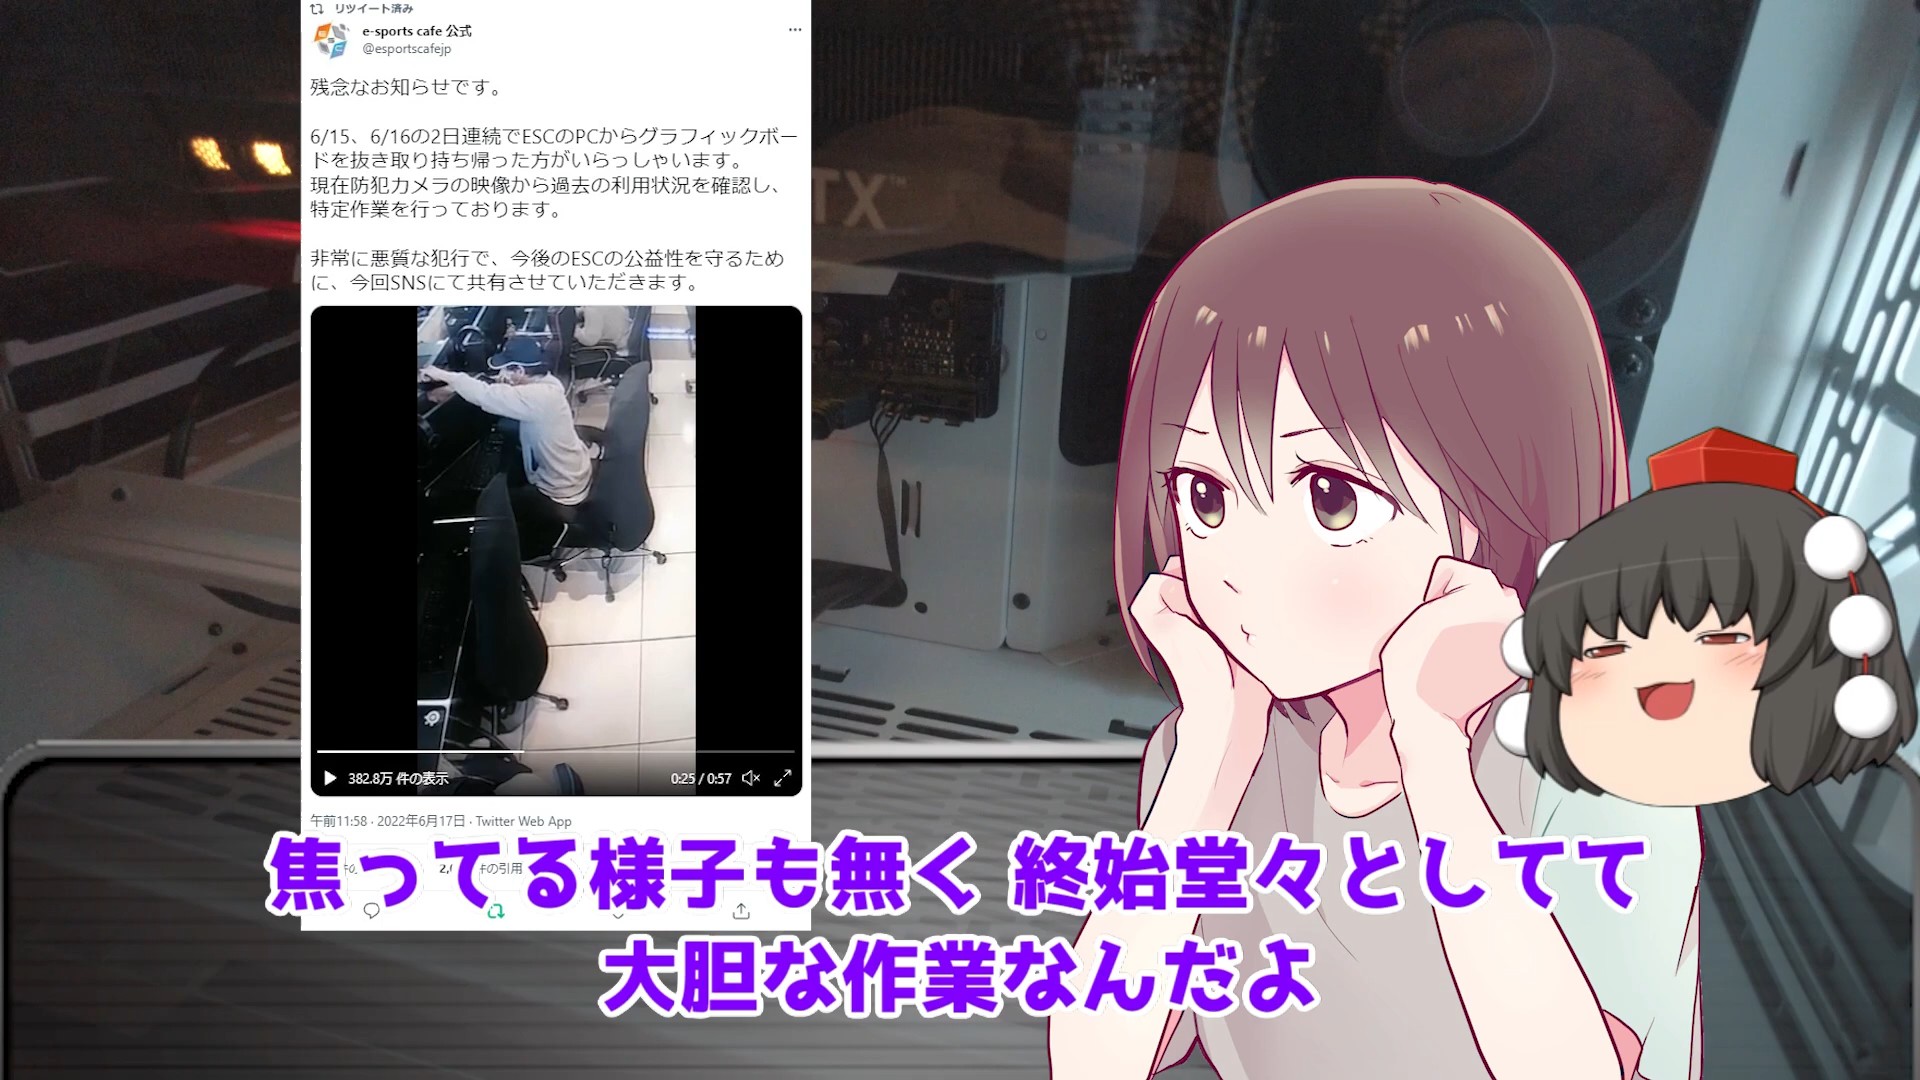 リツイート済み
e-sports cafe 公式
@esportscafejp
残念なお知らせです。
6/15、6/16の2日連続でESCのPCからグラフィックボー
ドを抜き取り持ち帰った方がいらっしゃいます。
現在防犯カメラの映像から過去の利用状況を確認し、
特定作業を行っております。
非常に悪質な犯行で、今後のESCの公益性を守るため
に、今回SNSにて共有させていただきます。
TX™
382.8万 件の表示
0:25 / 0:57
午前11:58 · 2022年6月17日 · Twitter Web App
件の引用
焦ってる様子も無く 終始堂々としてて
大胆な作業なんだよ